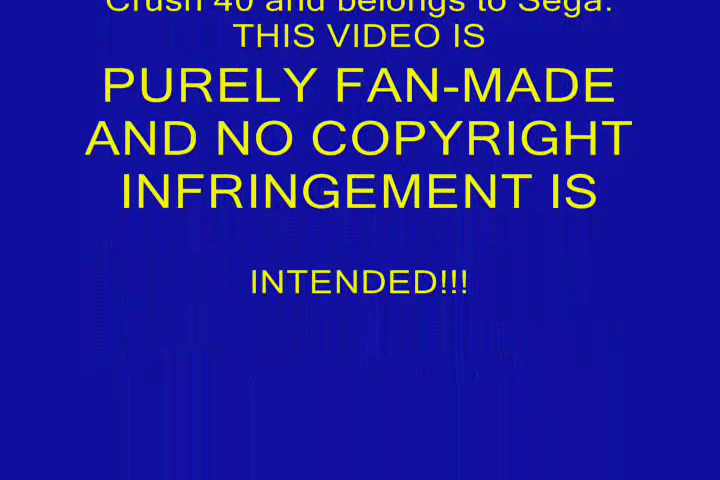 Crush 40 and belongs to Sega.
THIS VIDEO IS
PURELY FAN-MADE
AND NO COPYRIGHT
INFRINGEMENT IS
INTENDED!!!